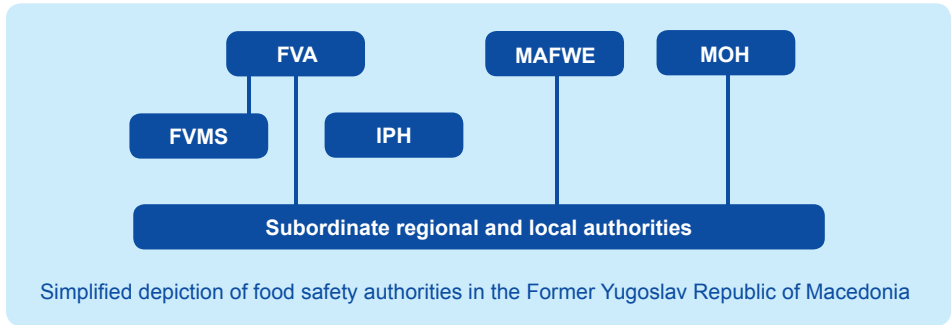 FVA
MAFWE
MOH
FVMS
IPH
Subordinate regional and local authorities
Simplified depiction of food safety authorities in the Former Yugoslav Republic of Macedonia